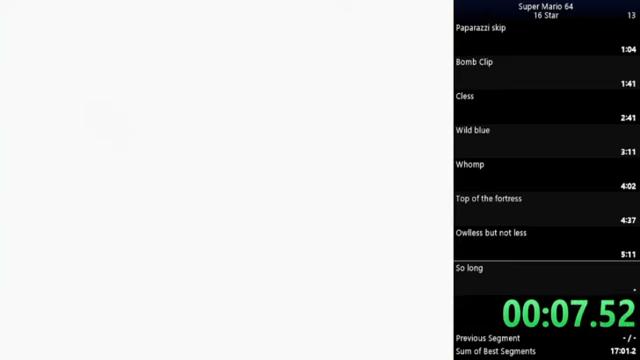 Super Mario 64
16 Star 13
Paparazzi skip
1:04
Bomb Clip
1:41
Cless
2:41
Wild blue
3:11
Whomp
4:02
Top of the fortress
4:37
Owlless but not less
5:11
So long
-
00:07.52
Previous Segment -/-
Sum of Best Segments 17:01.2